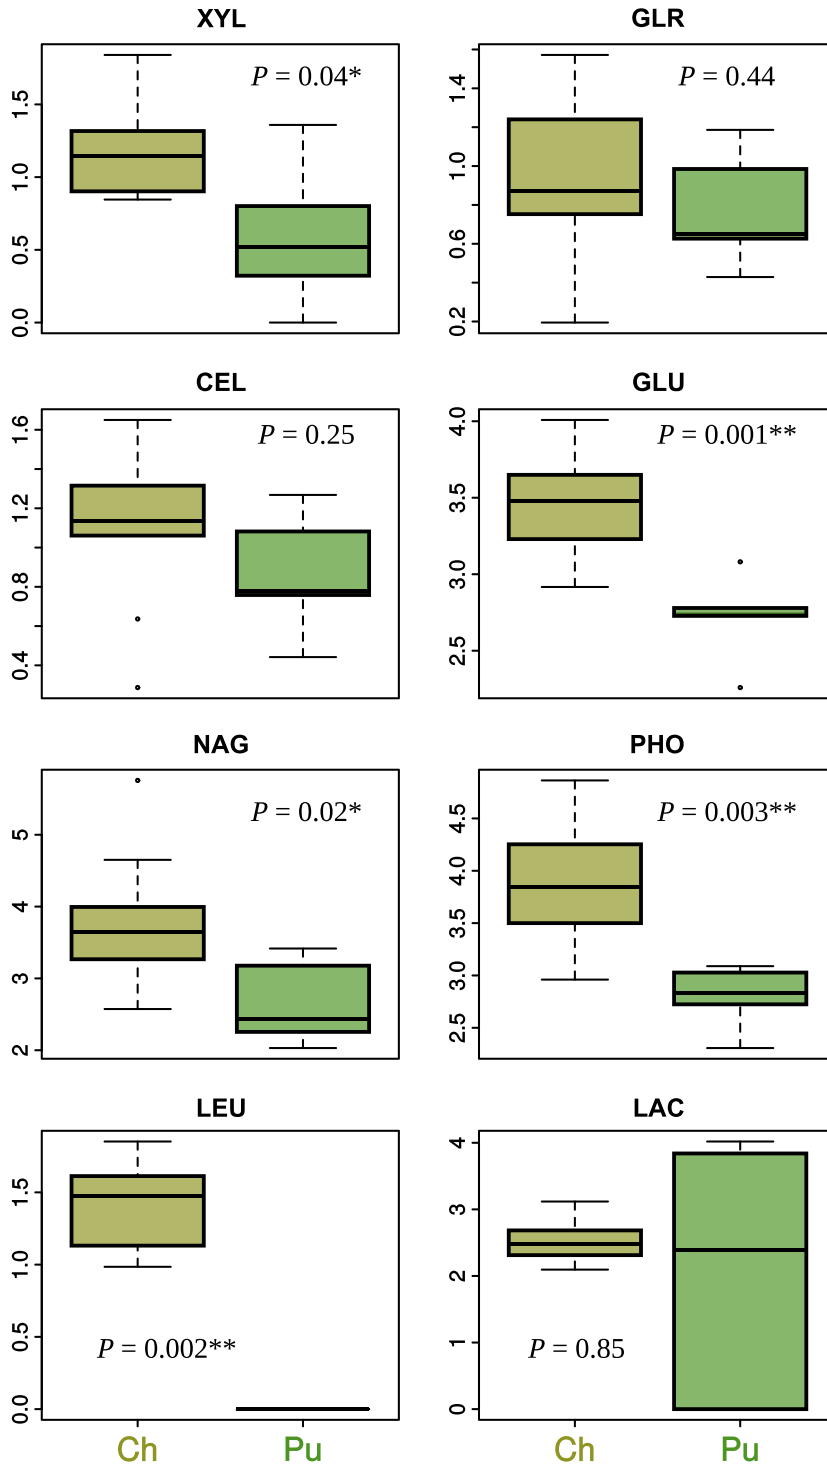 XYL
P = 0.04*
1.5
1.0
0.5
0.0
GLR
P = 0.44
1.4
1.0
0.6
0.2
CEL
P = 0.25
1.6
1.2
0.8
0.4
GLU
P = 0.001**
4.0
3.5
3.0
2.5
NAG
P = 0.02*
5
4
3
2
PHO
P = 0.003**
4.5
4.0
3.5
3.0
2.5
LEU
1.5
1.0
0.5
0.0
P = 0.002**
Ch Pu
LAC
4
3
2
1
0
P = 0.85
Ch Pu